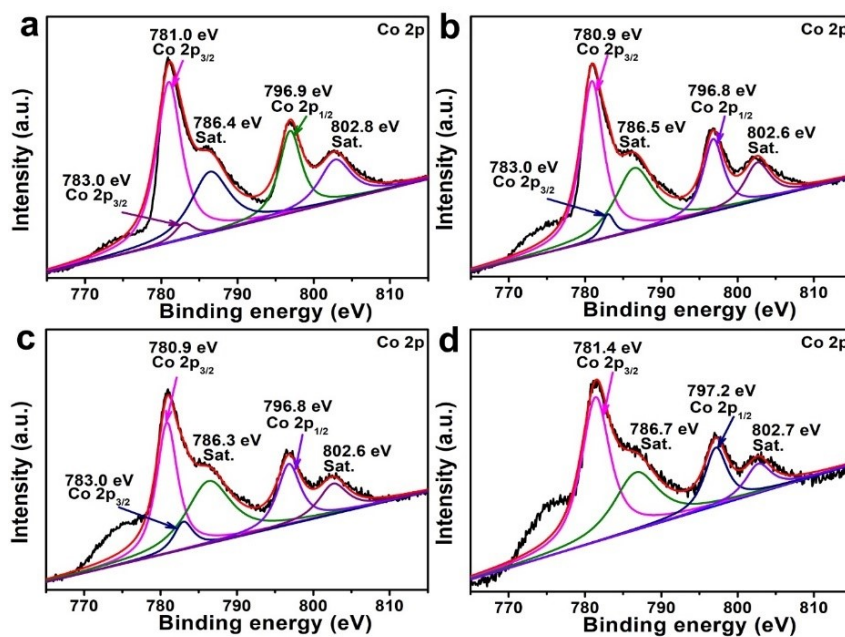 a
Co 2p
781.0 eV
Co 2p3/2
786.4 eV
Sat.
796.9 eV
Co 2p1/2
802.8 eV
Sat.
783.0 eV
Co 2p3/2
Intensity (a.u.)
770 780 790 800 810
Binding energy (eV)
b
Co 2p
780.9 eV
Co 2p3/2
786.5 eV
Sat.
796.8 eV
Co 2p1/2
802.6 eV
Sat.
783.0 eV
Co 2p3/2
Intensity (a.u.)
770 780 790 800 810
Binding energy (eV)
c
Co 2p
780.9 eV
Co 2p3/2
786.3 eV
Sat.
796.8 eV
Co 2p1/2
802.6 eV
Sat.
783.0 eV
Co 2p3/2
Intensity (a.u.)
770 780 790 800 810
Binding energy (eV)
d
Co 2p
781.4 eV
Co 2p3/2
786.7 eV
Sat.
797.2 eV
Co 2p1/2
802.7 eV
Sat.
Intensity (a.u.)
770 780 790 800 810
Binding energy (eV)